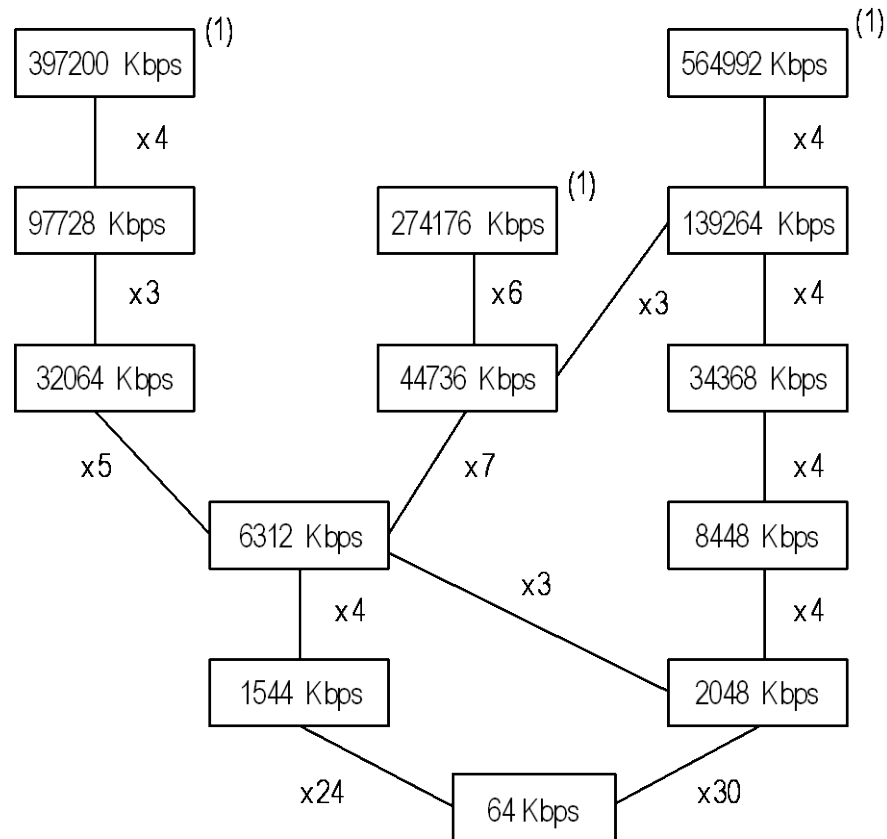 (1)
(1)
397200 Kbps
564992 Kbps
x4
x4
(1)
97728 Kbps
274176 Kbps
139264 Kbps
x3
x6
x3
x4
32064 Kbps
44736 Kbps
34368 Kbps
x5
x7
x4
6312 Kbps
8448 Kbps
x3
x4
x4
1544 Kbps
2048 Kbps
x24
x30
64 Kbps